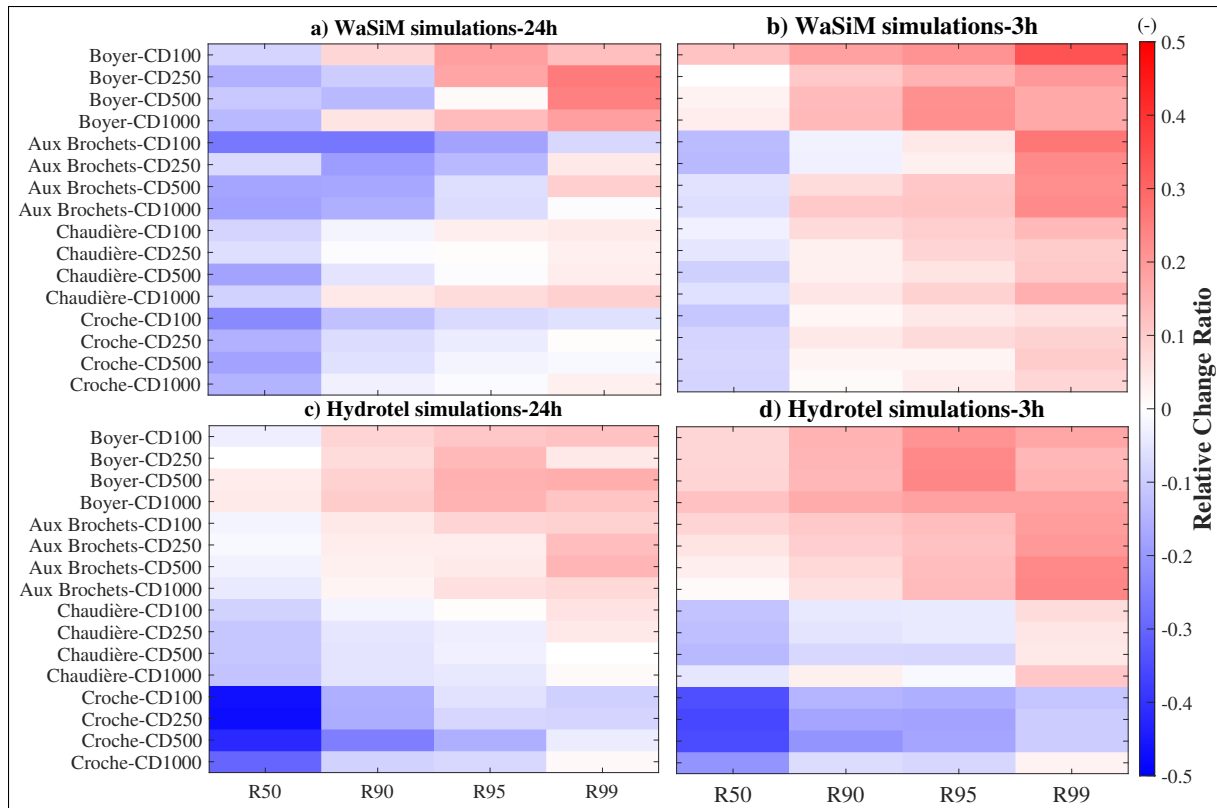 a) WaSiM simulations-24h
b) WaSiM simulations-3h
(-)
Boyer-CD100
Boyer-CD250
Boyer-CD500
Boyer-CD1000
Aux Brochets-CD100
Aux Brochets-CD250
Aux Brochets-CD500
Aux Brochets-CD1000
Chaudière-CD100
Chaudière-CD250
Chaudière-CD500
Chaudière-CD1000
Croche-CD100
Croche-CD250
Croche-CD500
Croche-CD1000
c) Hydrotel simulations-24h
d) Hydrotel simulations-3h
Boyer-CD100
Boyer-CD250
Boyer-CD500
Boyer-CD1000
Aux Brochets-CD100
Aux Brochets-CD250
Aux Brochets-CD500
Aux Brochets-CD1000
Chaudière-CD100
Chaudière-CD250
Chaudière-CD500
Chaudière-CD1000
Croche-CD100
Croche-CD250
Croche-CD500
Croche-CD1000
R50 R90 R95 R99
R50 R90 R95 R99
0.5
0.4
0.3
0.2
0.1
0
-0.1
-0.2
-0.3
-0.4
-0.5
Relative Change Ratio